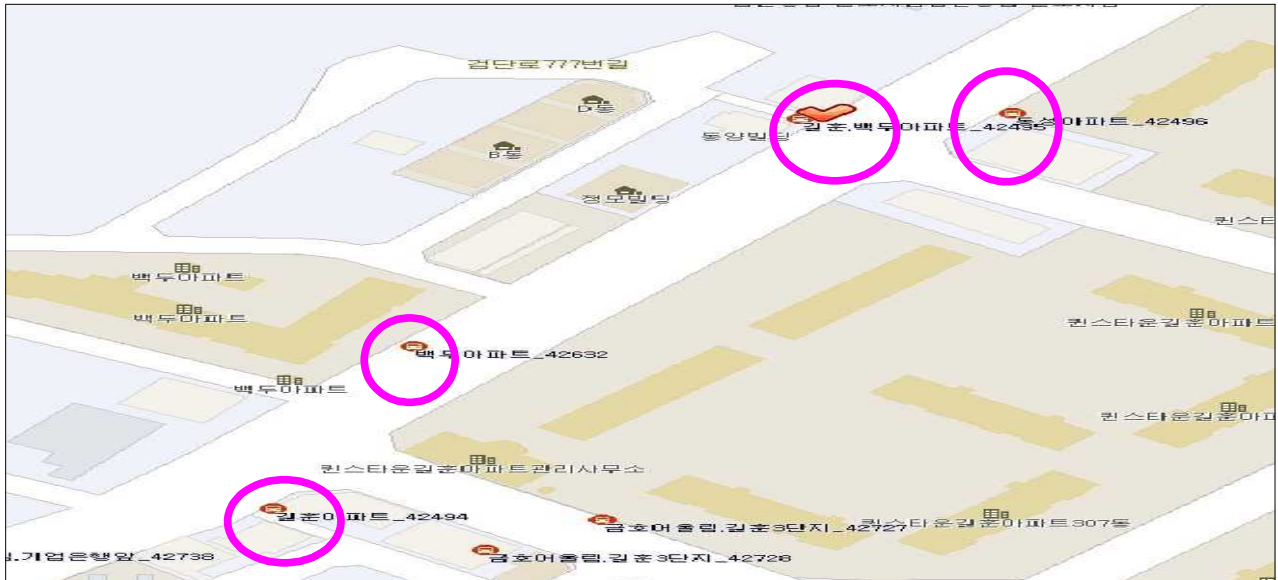 검단로777번길
D동
B동
동양빌딩
길훈.백두아파트_42495
동성아파트_42496
정모빌딩
퀸스타
백두아파트
백두아파트
퀸스타운길훈아파트
백두아파트_42632
백두아파트
퀸스타운길훈아파
퀸스타운길훈아파트관리사무소
길훈아파트_42494
금호어울림.길훈3단지_42727
퀸스타운길훈아파트307동
.기업은행앞_42738
금호어울림.길훈3단지_42728